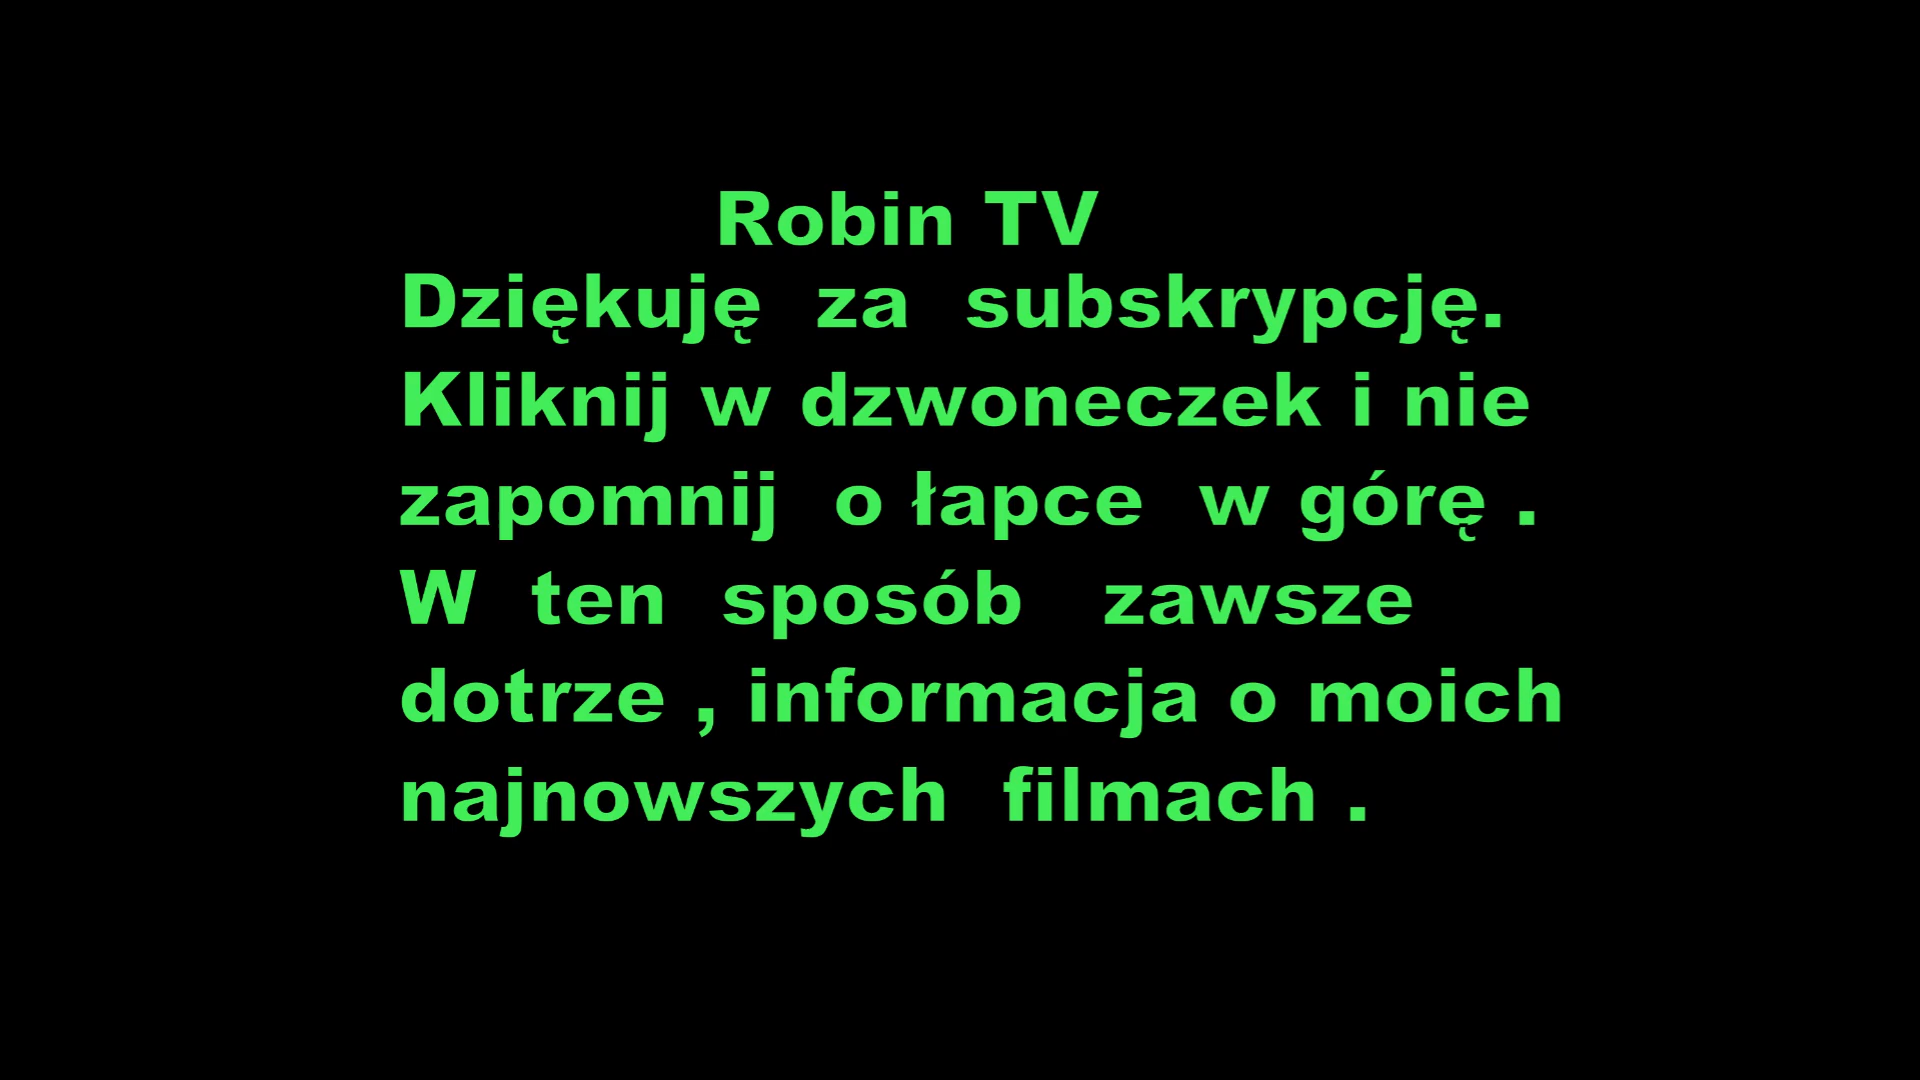 Robin TV
Dziękuję za subskrypcję.
Kliknij w dzwoneczek i nie
zapomnij o łapce w górę .
W ten sposób zawsze
dotrze , informacja o moich
najnowszych filmach .